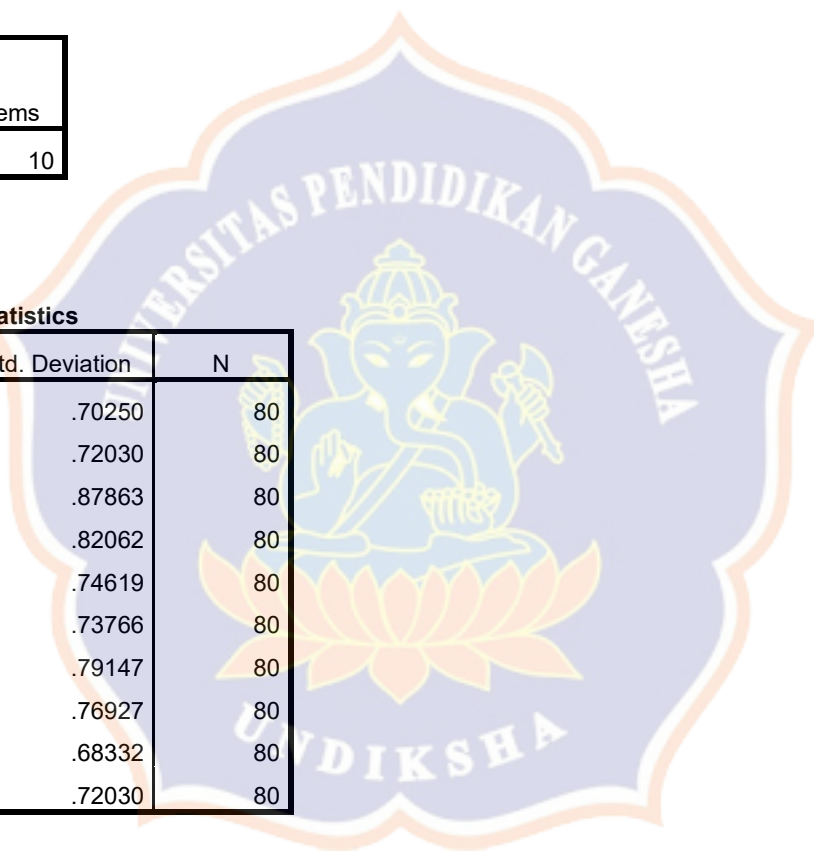 ems
10
UNIVERSITAS PENDIDIKAN GANESHA
atistics
td. Deviation N
.70250 80
.72030 80
.87863 80
.82062 80
.74619 80
.73766 80
.79147 80
.76927 80
.68332 80
.72030 80
UNDIKSHA